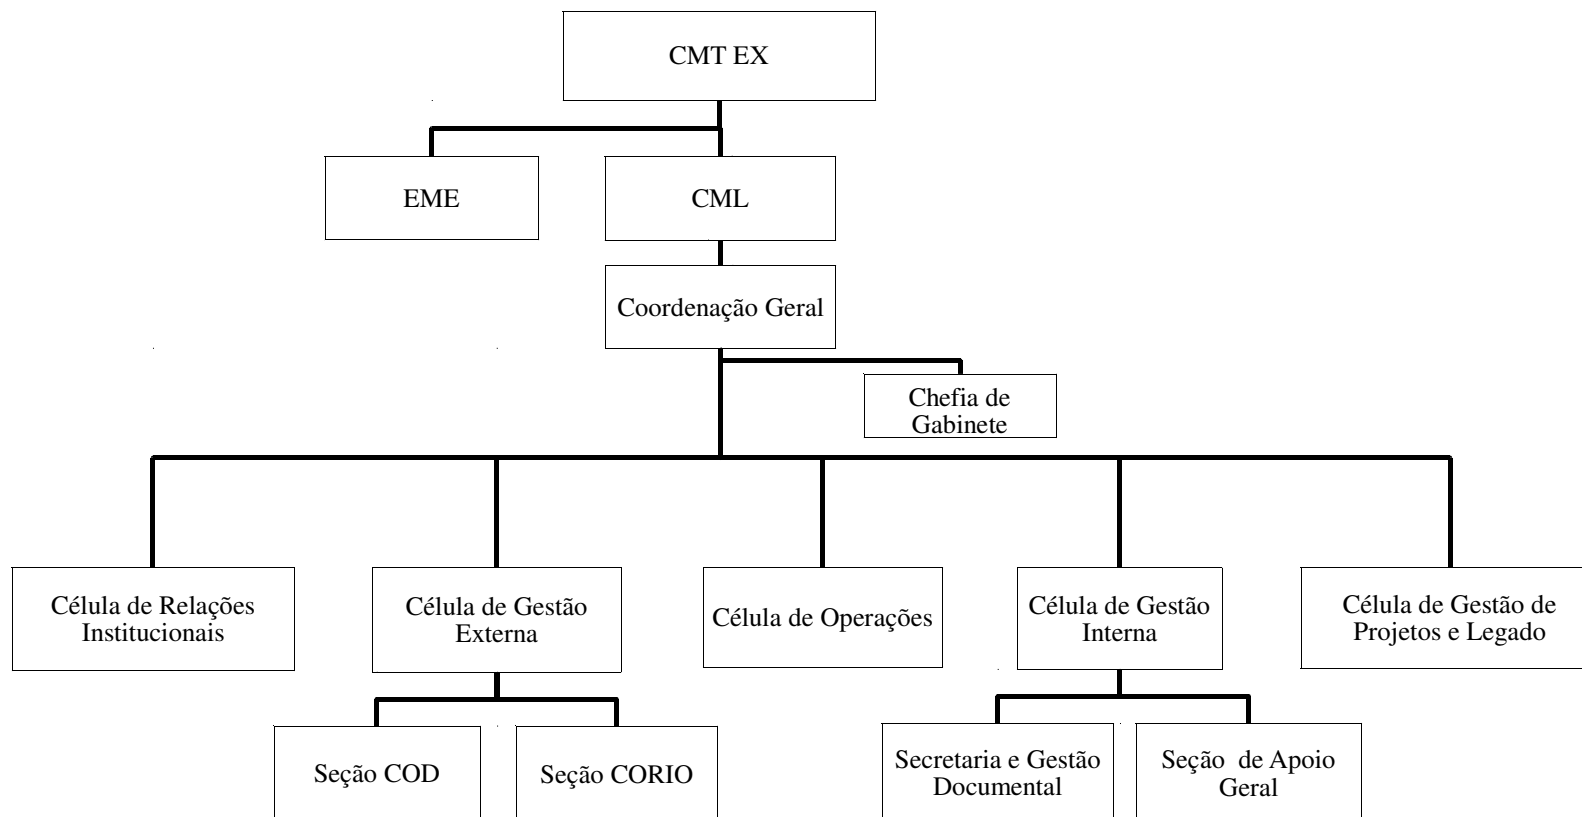 CMT EX
EME
CML
Coordenação Geral
Chefia de
Gabinete
Célula de Relações
Institucionais
Célula de Gestão
Externa
Célula de Operações
Célula de Gestão
Interna
Célula de Gestão de
Projetos e Legado
Seção COD
Seção CORIO
Secretaria e Gestão
Documental
Seção  de Apoio
Geral